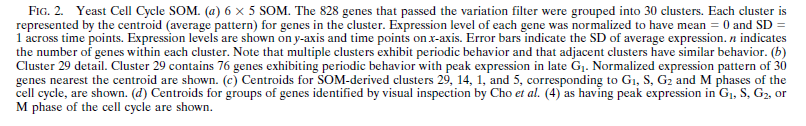 FIG. 2. Yeast Cell Cycle SOM. (a) 6 × 5 SOM. The 828 genes that passed the variation filter were grouped into 30 clusters. Each cluster is
represented by the centroid (average pattern) for genes in the cluster. Expression level of each gene was normalized to have mean = 0 and SD =
1 across time points. Expression levels are shown on y-axis and time points on x-axis. Error bars indicate the SD of average expression. n indicates
the number of genes within each cluster. Note that multiple clusters exhibit periodic behavior and that adjacent clusters have similar behavior. (b)
Cluster 29 detail. Cluster 29 contains 76 genes exhibiting periodic behavior with peak expression in late G₁. Normalized expression pattern of 30
genes nearest the centroid are shown. (c) Centroids for SOM-derived clusters 29, 14, 1, and 5, corresponding to G₁, S, G₂ and M phases of the
cell cycle, are shown. (d) Centroids for groups of genes identified by visual inspection by Cho et al. (4) as having peak expression in G₁, S, G₂, or
M phase of the cell cycle are shown.